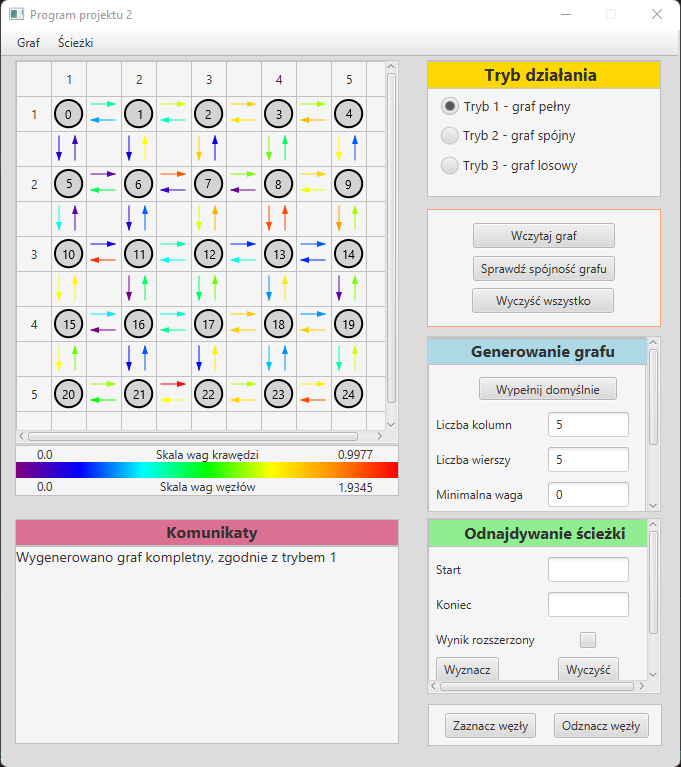 Program projektu 2
Graf Ścieżki
1 2 3 4 5
1 0 1 2 3 4
2 5 6 7 8 9
3 10 11 12 13 14
4 15 16 17 18 19
5 20 21 22 23 24
0.0 Skala wag krawędzi 0.9977
0.0 Skala wag węzłów 1.9345
Komunikaty
Wygenerowano graf kompletny, zgodnie z trybem 1
Tryb działania
Tryb 1 - graf pełny
Tryb 2 - graf spójny
Tryb 3 - graf losowy
Wczytaj graf
Sprawdź spójność grafu
Wyczyść wszystko
Generowanie grafu
Wypełnij domyślnie
Liczba kolumn 5
Liczba wierszy 5
Minimalna waga 0
Odnajdywanie ścieżki
Start
Koniec
Wynik rozszerzony
Wyznacz Wyczyść
Zaznacz węzły Odznacz węzły